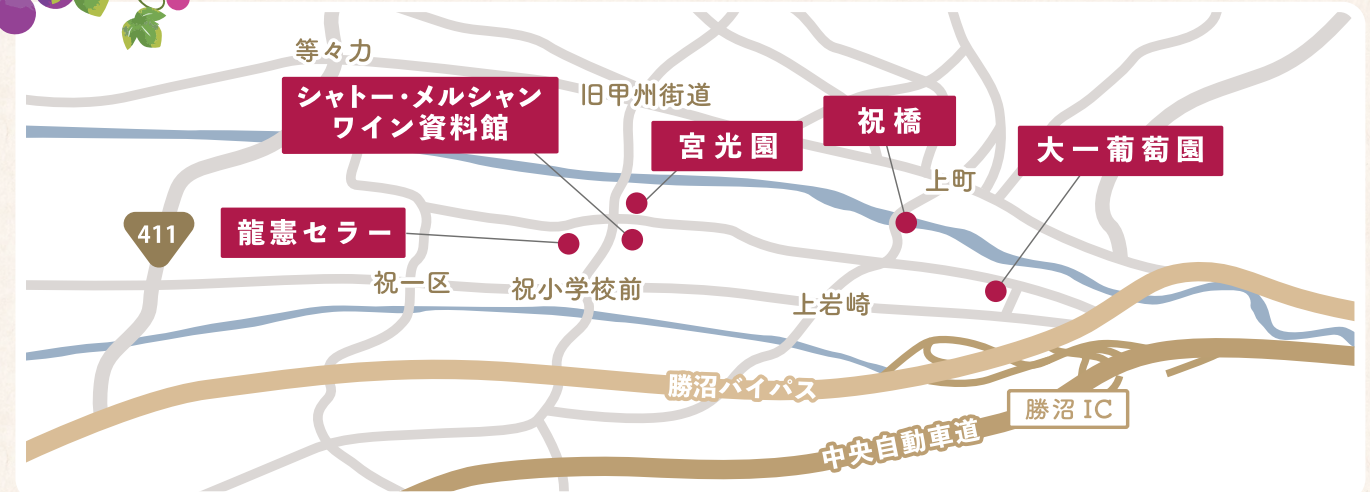 等々力
シャトー・メルシャン
ワイン資料館
旧甲州街道
宮光園
祝橋
大一葡萄園
上町
411
龍憲セラー
祝一区
祝小学校前
上岩崎
勝沼バイパス
勝沼 IC
中央自動車道